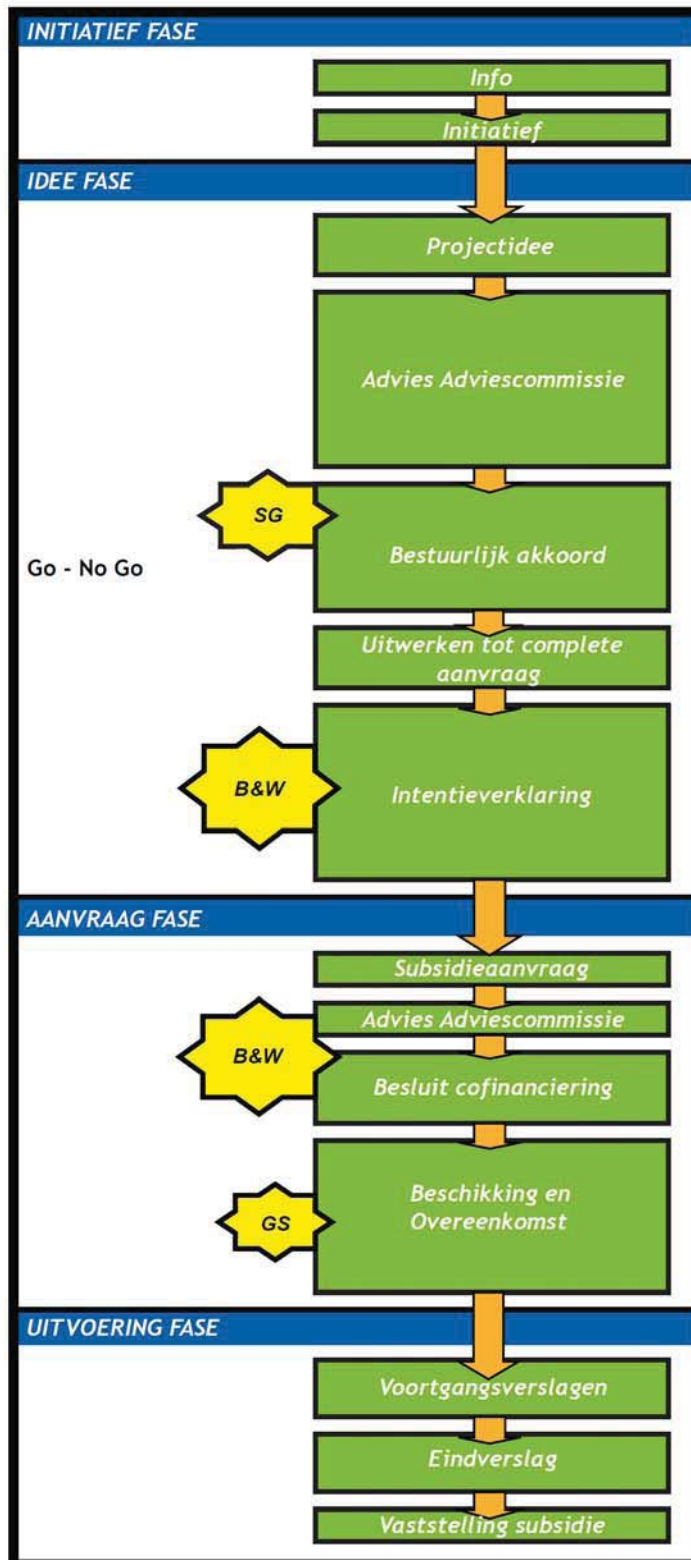 INITIATIEF FASE
Info
Initiatief
IDEE FASE
Projectidee
Advies Adviescommissie
SG
Bestuurlijk akkoord
Go - No Go
Uitwerken tot complete
aanvraag
B&W
Intentieverklaring
AANVRAAG FASE
Subsidieaanvraag
Advies Adviescommissie
B&W
Besluit cofinanciering
Beschikking en
Overeenkomst
GS
UITVOERING FASE
Voortgangsverslagen
Eindverslag
Vaststelling subsidie